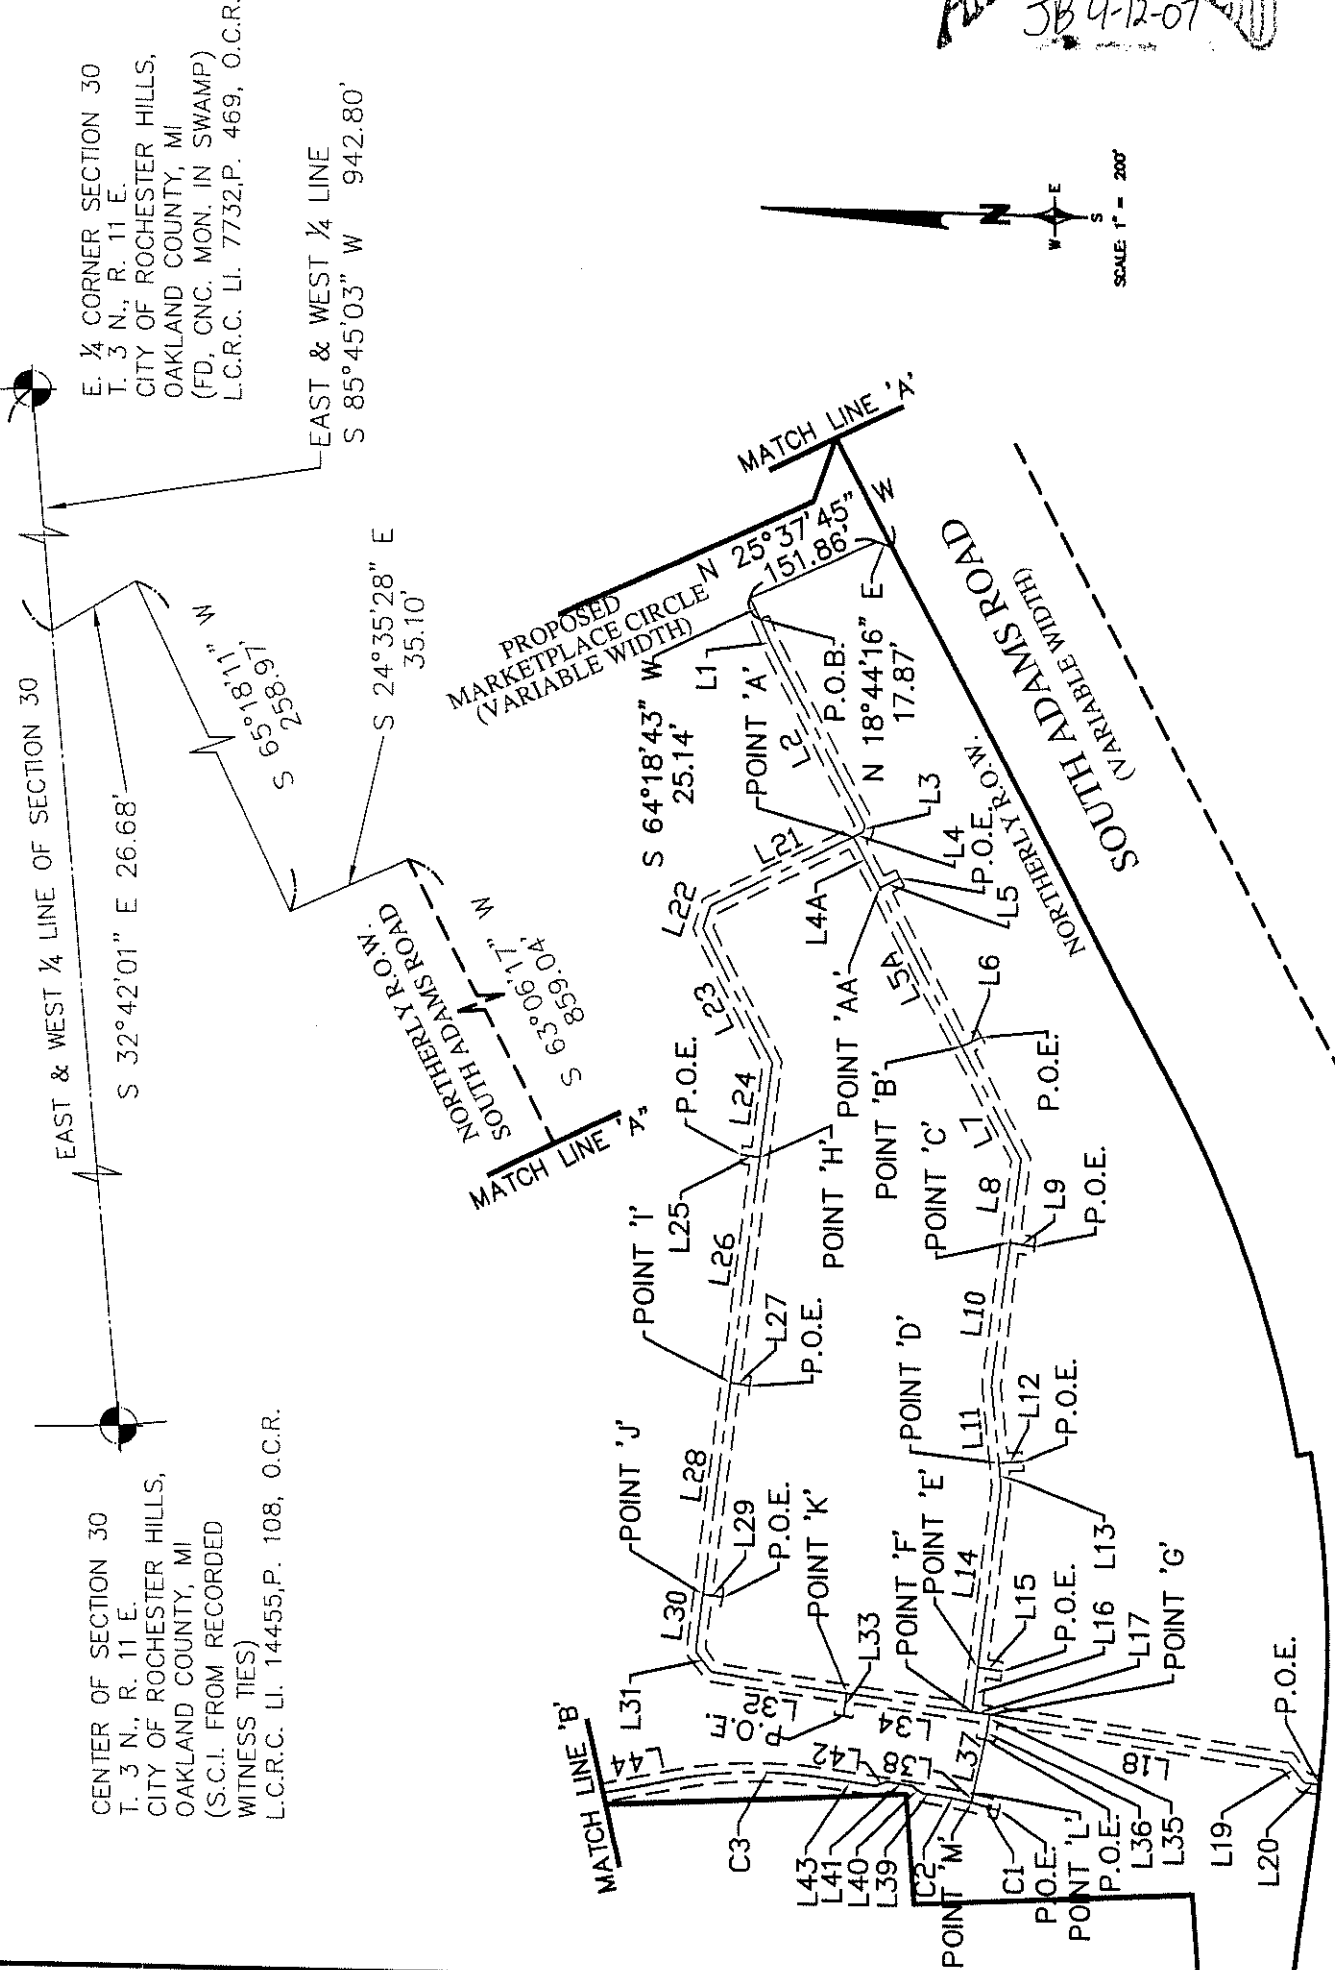 JB 4-12-07
E. ¼ CORNER SECTION 30
T. 3 N., R. 11 E.
CITY OF ROCHESTER HILLS,
OAKLAND COUNTY, MI
(FD. CNC. MON. IN SWAMP)
L.C.R.C. LI. 7732,P. 469, O.C.R.
EAST & WEST ¼ LINE
S 85°45'03" W 942.80'
EAST & WEST ¼ LINE OF SECTION 30
S 32°42'01" E 26.68'
S 65°18'11" W
258.97'
S 24°35'28" E
35.10'
NORTHERLY R.O.W.
SOUTH ADAMS ROAD
S 63°06'17" W
859.04'
MATCH LINE 'A'
CENTER OF SECTION 30
T. 3 N., R. 11 E.
CITY OF ROCHESTER HILLS,
OAKLAND COUNTY, MI
(S.C.I. FROM RECORDED
WITNESS TIES)
L.C.R.C. LI. 14455,P. 108, O.C.R.
N
W
E
S
SCALE: 1" = 200'
MATCH LINE 'A'
PROPOSED
MARKETPLACE CIRCLE
(VARIABLE WIDTH)
N 25°37'45" W
151.86'
S 64°18'43" W
25.14'
L1
P.O.B.
N 18°44'16" E
17.87'
L2
POINT 'A'
L3
L4
P.O.E.
L5
L4A
POINT 'AA'
L5A
L6
POINT 'B'
P.O.E.
L7
L8
POINT 'C'
L9
P.O.E.
L10
POINT 'D'
L11
L12
P.O.E.
L13
L14
POINT 'E'
POINT 'F'
L15
P.O.E.
L16
L17
POINT 'G'
L18
L19
L20
P.O.E.
L21
L22
L23
L24
P.O.E.
L25
POINT 'H'
L26
POINT 'I'
L27
P.O.E.
L28
POINT 'J'
L29
P.O.E.
L30
L31
L32
P.O.E.
POINT 'K'
L33
L34
L35
L36
P.O.E.
L37
POINT 'L'
L38
C1
P.O.E.
POINT 'M'
C2
L39
L40
L41
L42
L43
C3
L44
MATCH LINE 'B'
NORTHERLY R.O.W.
SOUTH ADAMS ROAD
(VARIABLE WIDTH)